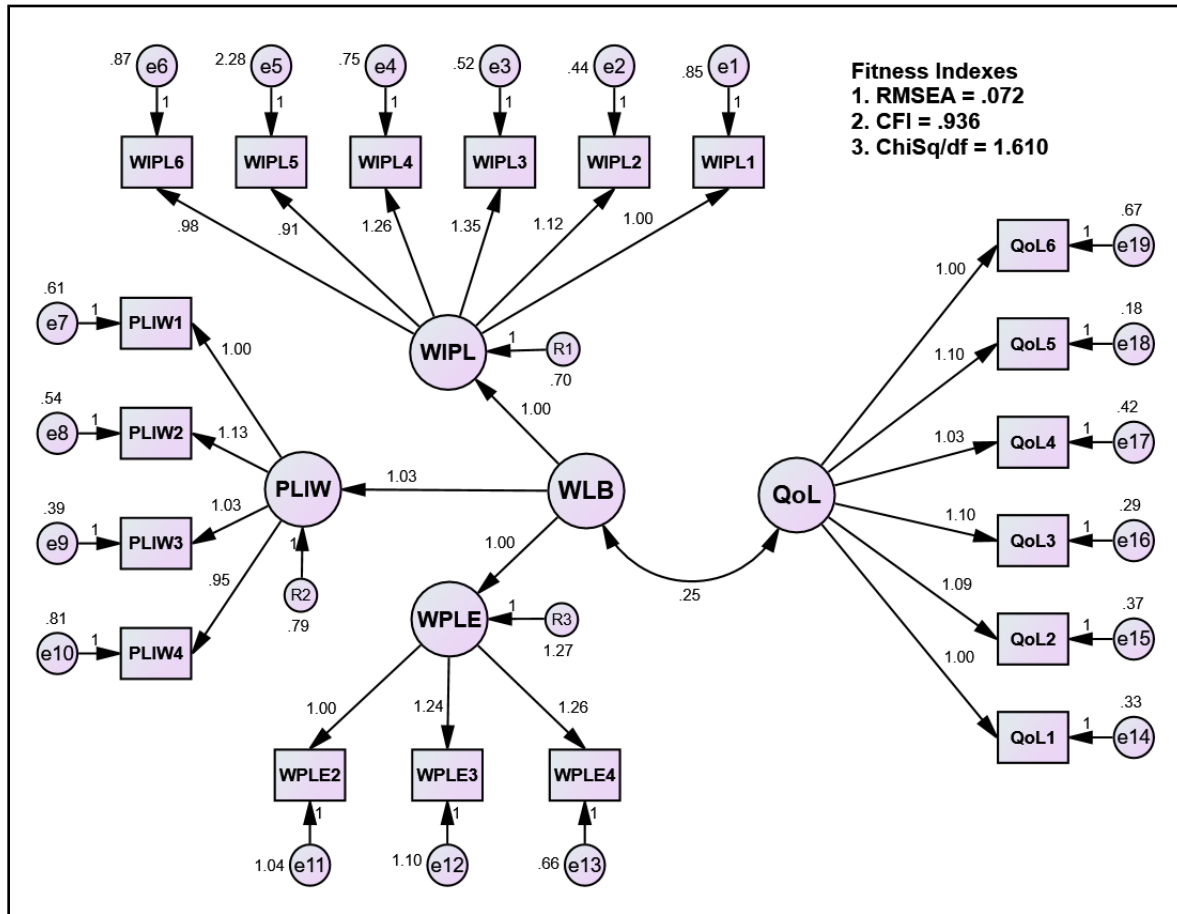 .87 e6 2.28 e5 .75 e4 .52 e3 .44 e2 .85 e1
1 1 1 1 1 1
WIPL6 WIPL5 WIPL4 WIPL3 WIPL2 WIPL1
.98 .91 1.26 1.35 1.12 1.00
Fitness Indexes
1. RMSEA = .072
2. CFI = .936
3. ChiSq/df = 1.610
WIPL 1 R1
.70
1.00
.61
e7 1 PLIW1
1.00
.54
e8 1 PLIW2
1.13
.39
e9 1 PLIW3
1.03
.81
e10 1 PLIW4
.95
PLIW
1
R2
.79
1.03
WLB
1.00
WPLE 1 R3
1.27
1.00 1.24 1.26
WPLE2 WPLE3 WPLE4
1 1 1
1.04 e11 1.10 e12 .66 e13
.25
QoL
.67
1.00 QoL6 1 e19
.18
1.10 QoL5 1 e18
.42
1.03 QoL4 1 e17
.29
1.10 QoL3 1 e16
.37
1.09 QoL2 1 e15
.33
1.00 QoL1 1 e14